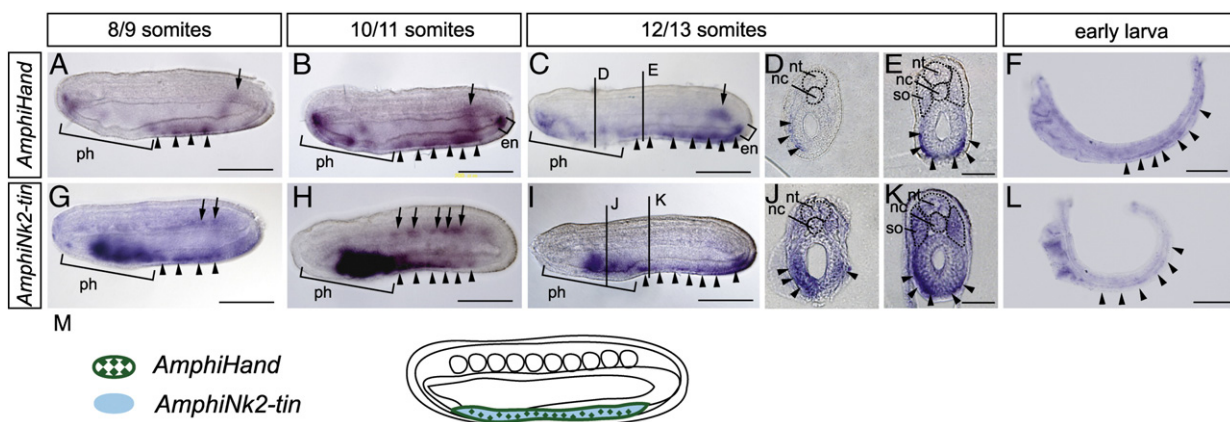 8/9 somites 10/11 somites 12/13 somites early larva
AmphiHand
A B C D E D nt nc E nt nc so F
ph ph en ph en
AmphiNk2-tin
G H I J K J nt nc K nt nc so L
ph ph ph
M
AmphiHand
AmphiNk2-tin